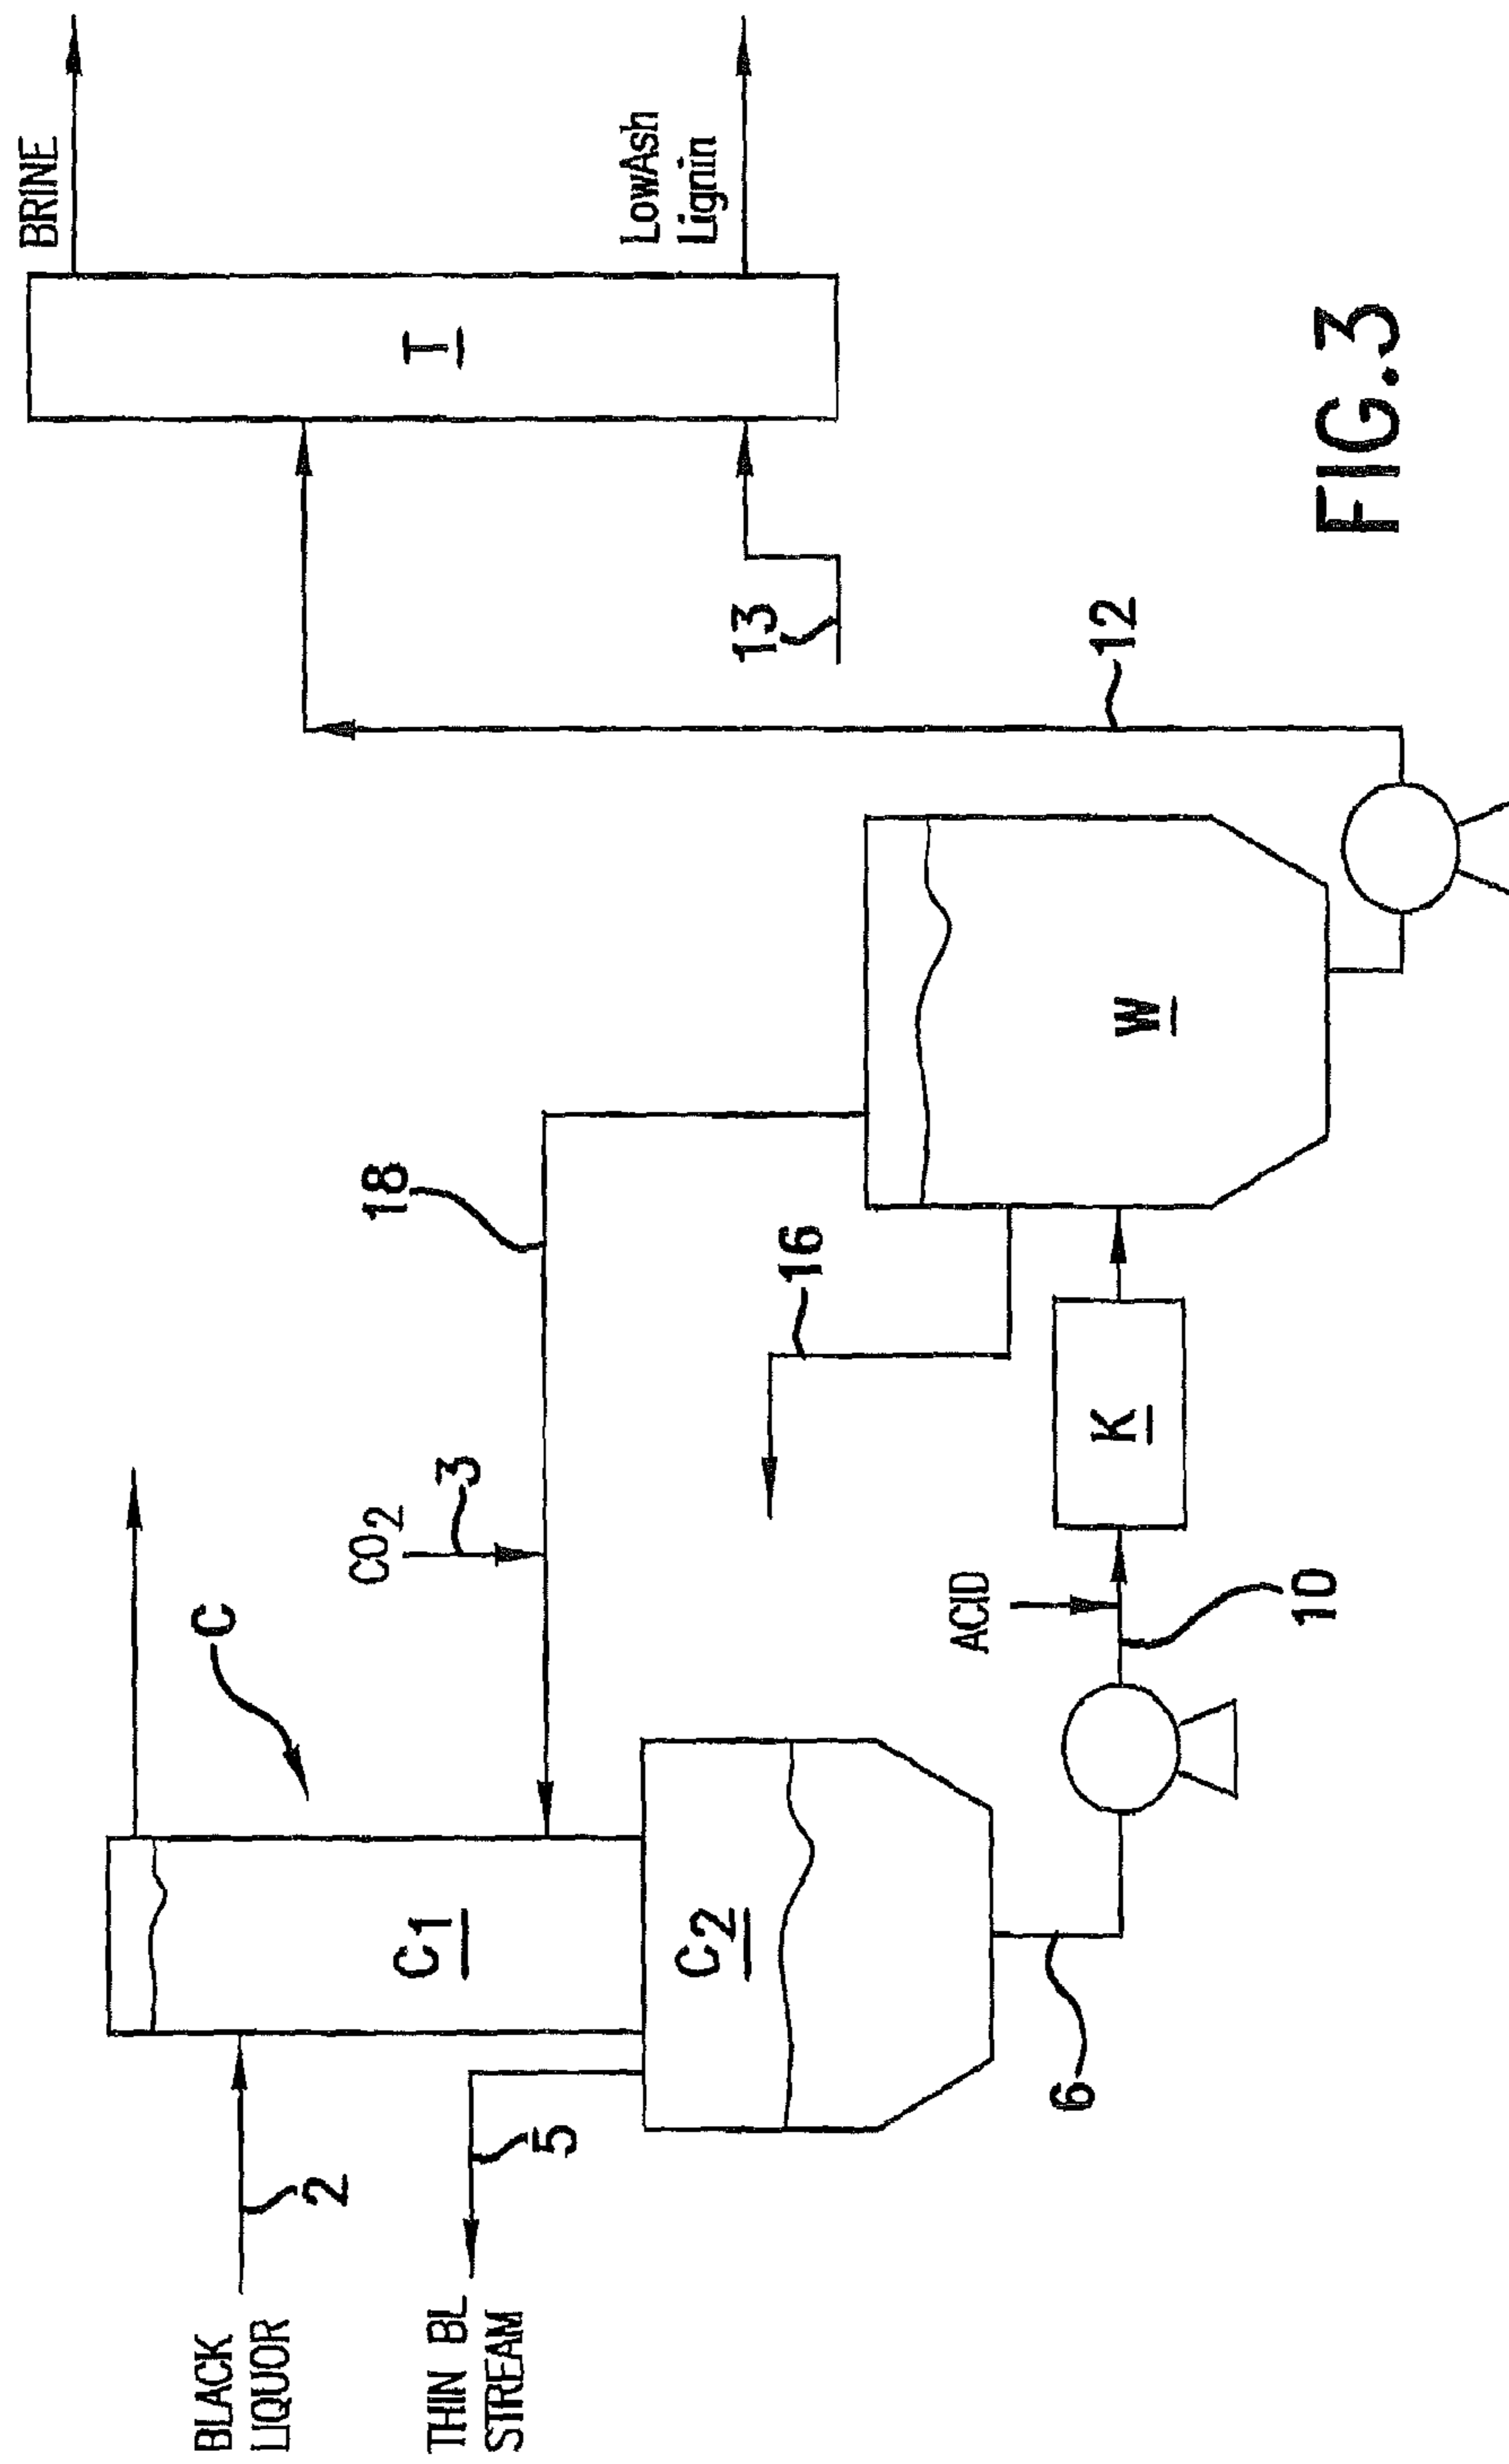 BLACK
LIQUOR
2
THIN BL
STREAM
5
C
C1
C2
6
CO2
3
18
ACID
10
K
16
W
12
13
I
BRINE
LowAsh
Lignin
FIG.3